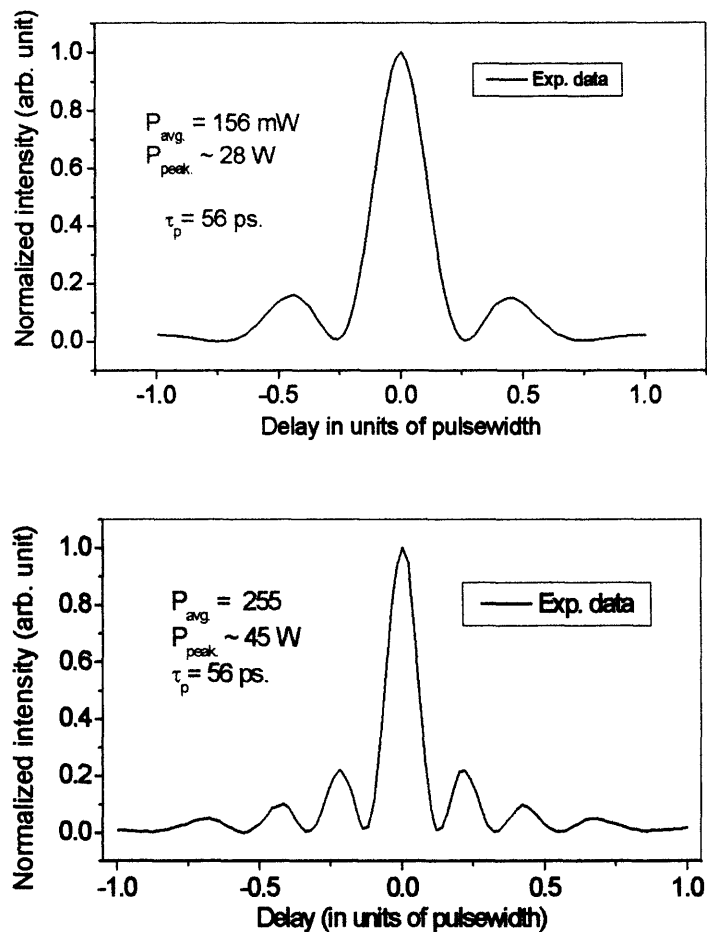 Normalized intensity (arb. unit)
1.0
0.8
0.6
0.4
0.2
0.0
Exp. data
P_avg. = 156 mW
P_peak. ~ 28 W
τ_p = 56 ps.
-1.0 -0.5 0.0 0.5 1.0
Delay in units of pulsewidth
Normalized intensity (arb. unit)
1.0
0.8
0.6
0.4
0.2
0.0
Exp. data
P_avg. = 255
P_peak. ~ 45 W
τ_p = 56 ps.
-1.0 -0.5 0.0 0.5 1.0
Delay (in units of pulsewidth)